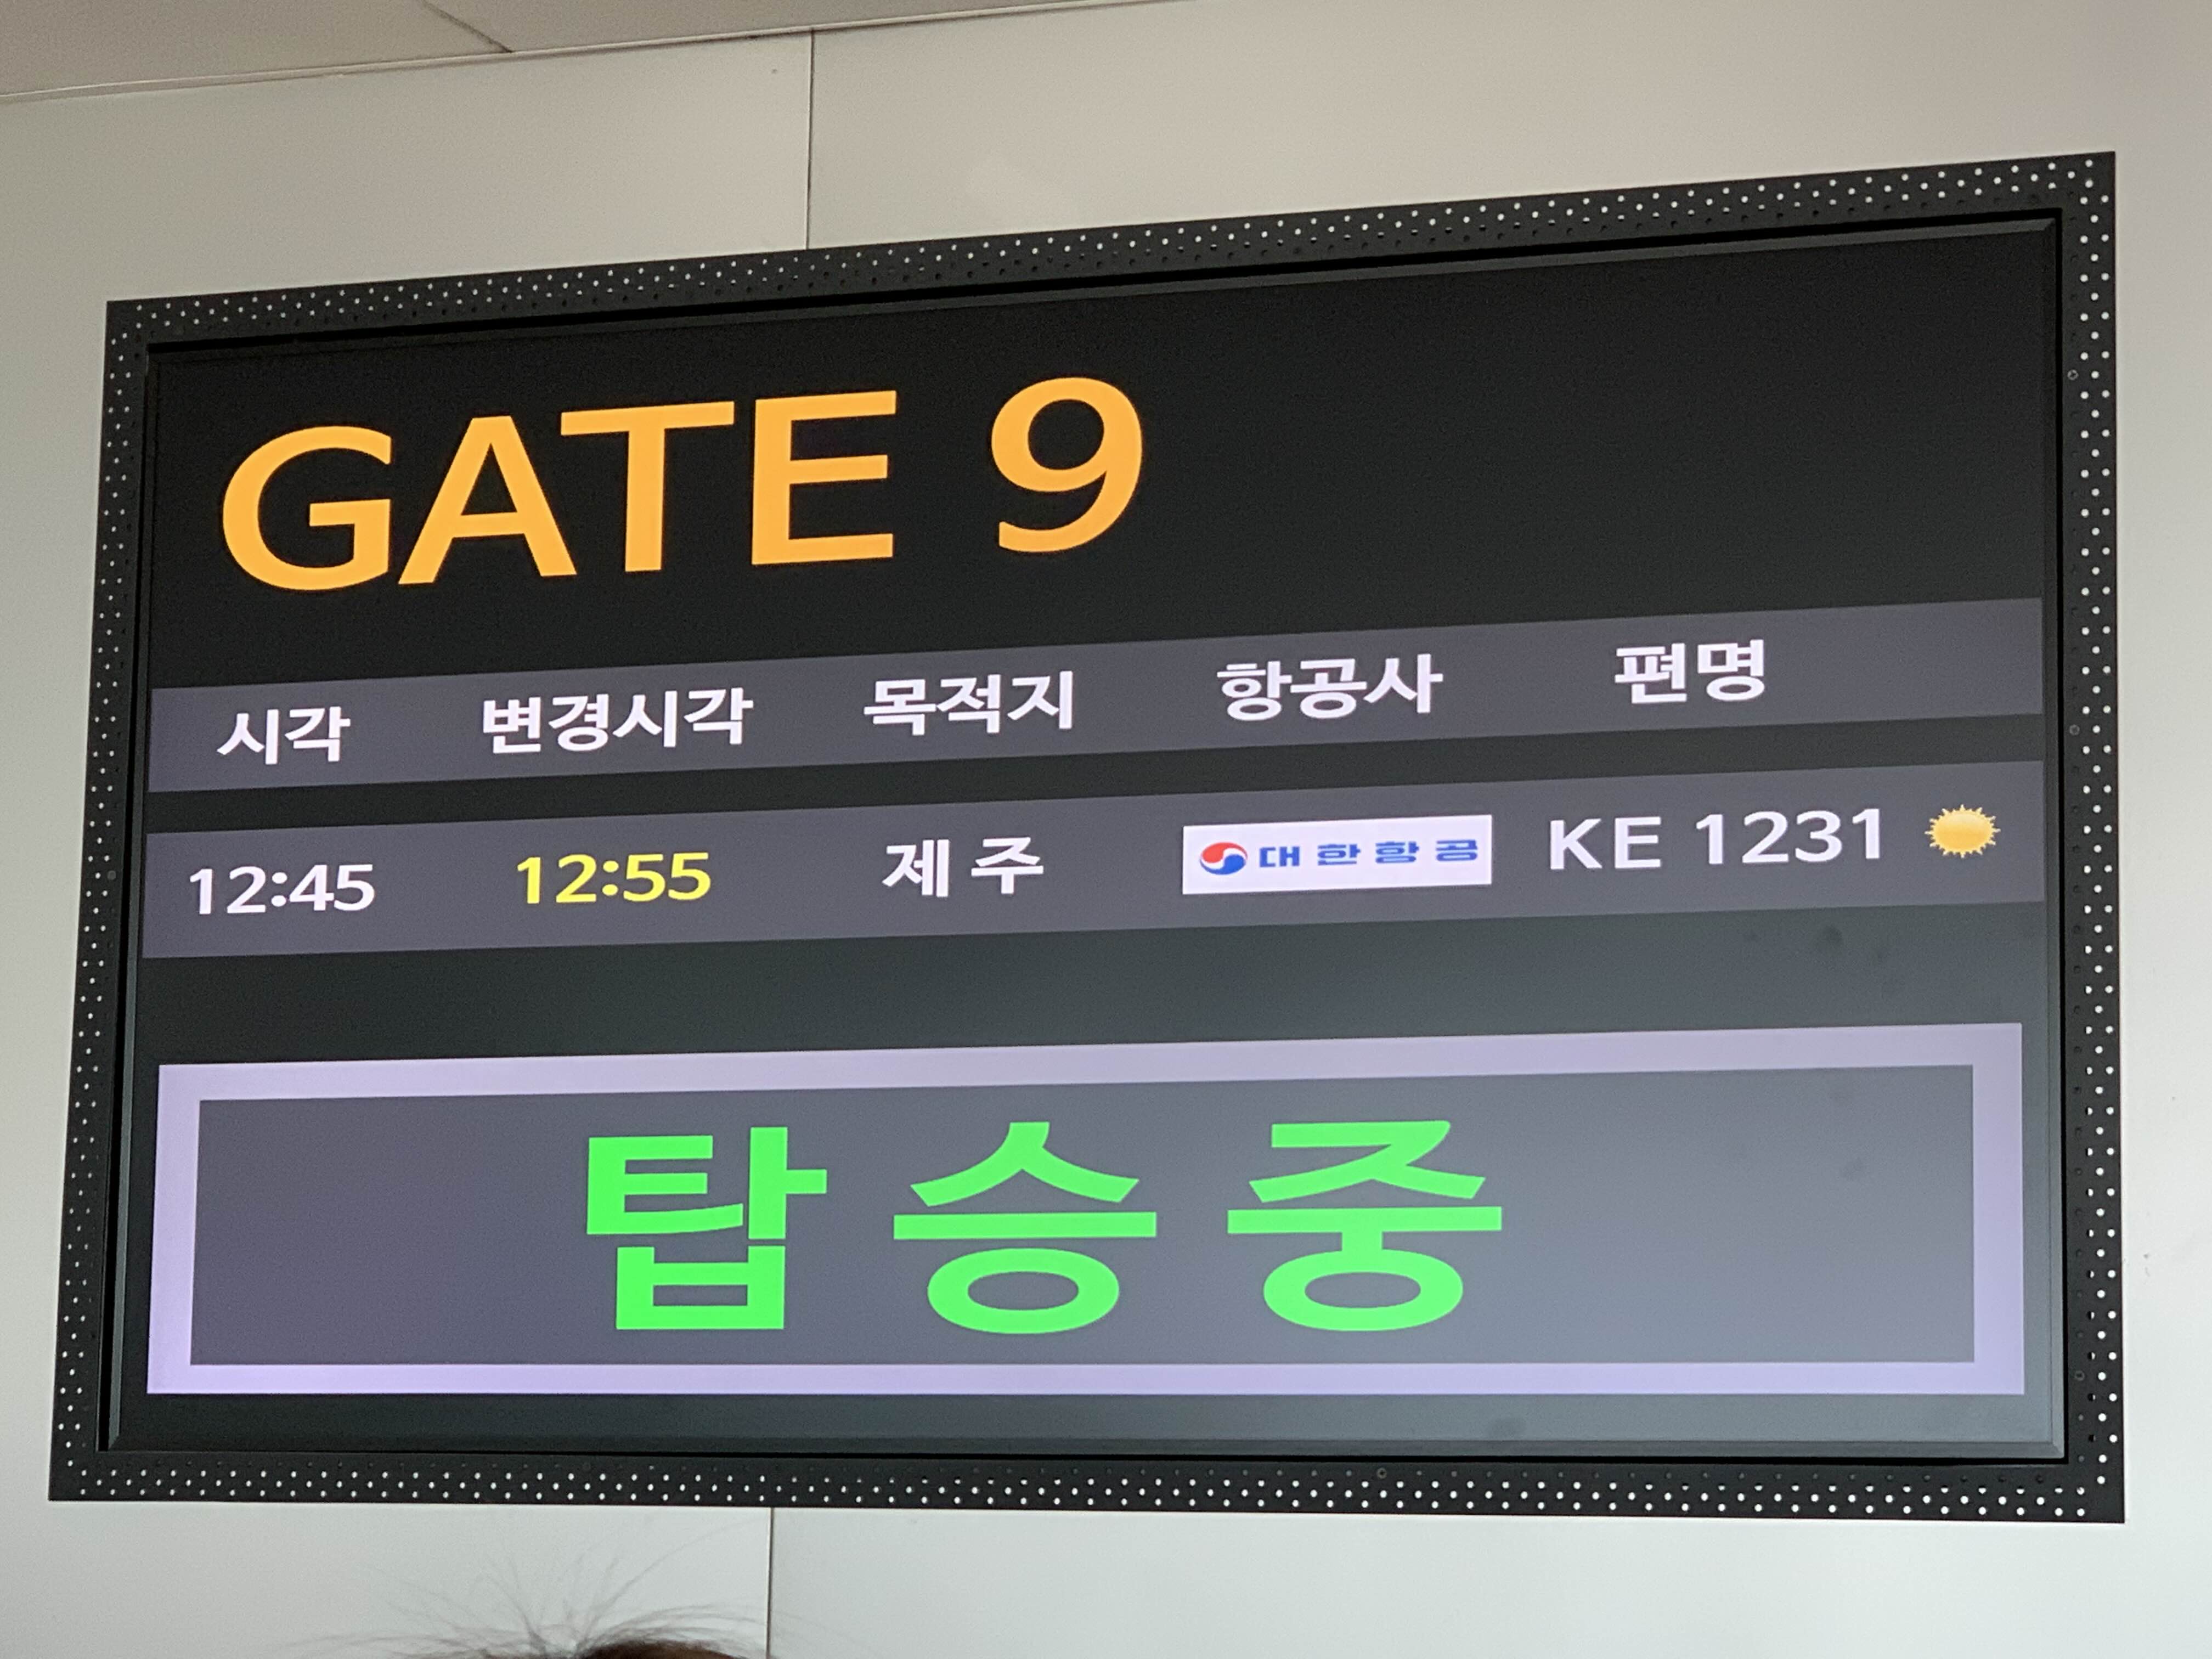 GATE 9
시각 변경시각 목적지 항공사 편명
12:45 12:55 제주 대한항공 KE 1231
탑승중